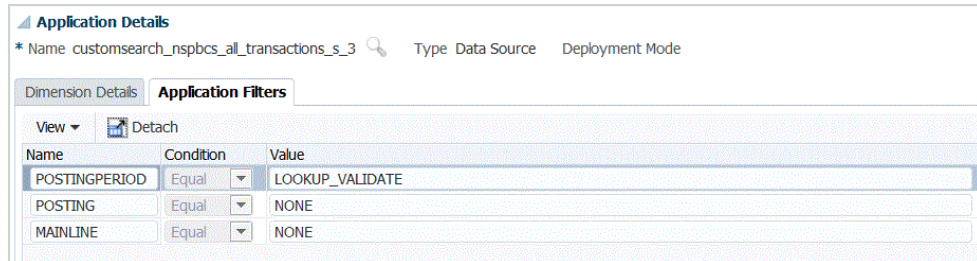 Application Details
* Name customsearch_nspbcs_all_transactions_s_3 Type Data Source Deployment Mode
Dimension Details Application Filters
View Detach
Name Condition Value
POSTINGPERIOD Equal LOOKUP_VALIDATE
POSTING Equal NONE
MAINLINE Equal NONE